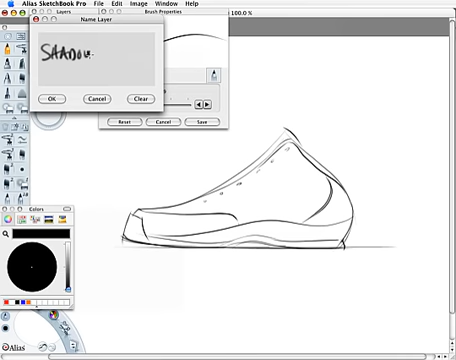 Alias SketchBook Pro File Edit Image Window Help
Layers
Brush Properties
100.0 %
Name Layer
SHADOW
OK Cancel Clear
Reset Cancel Save
Colors
Alias